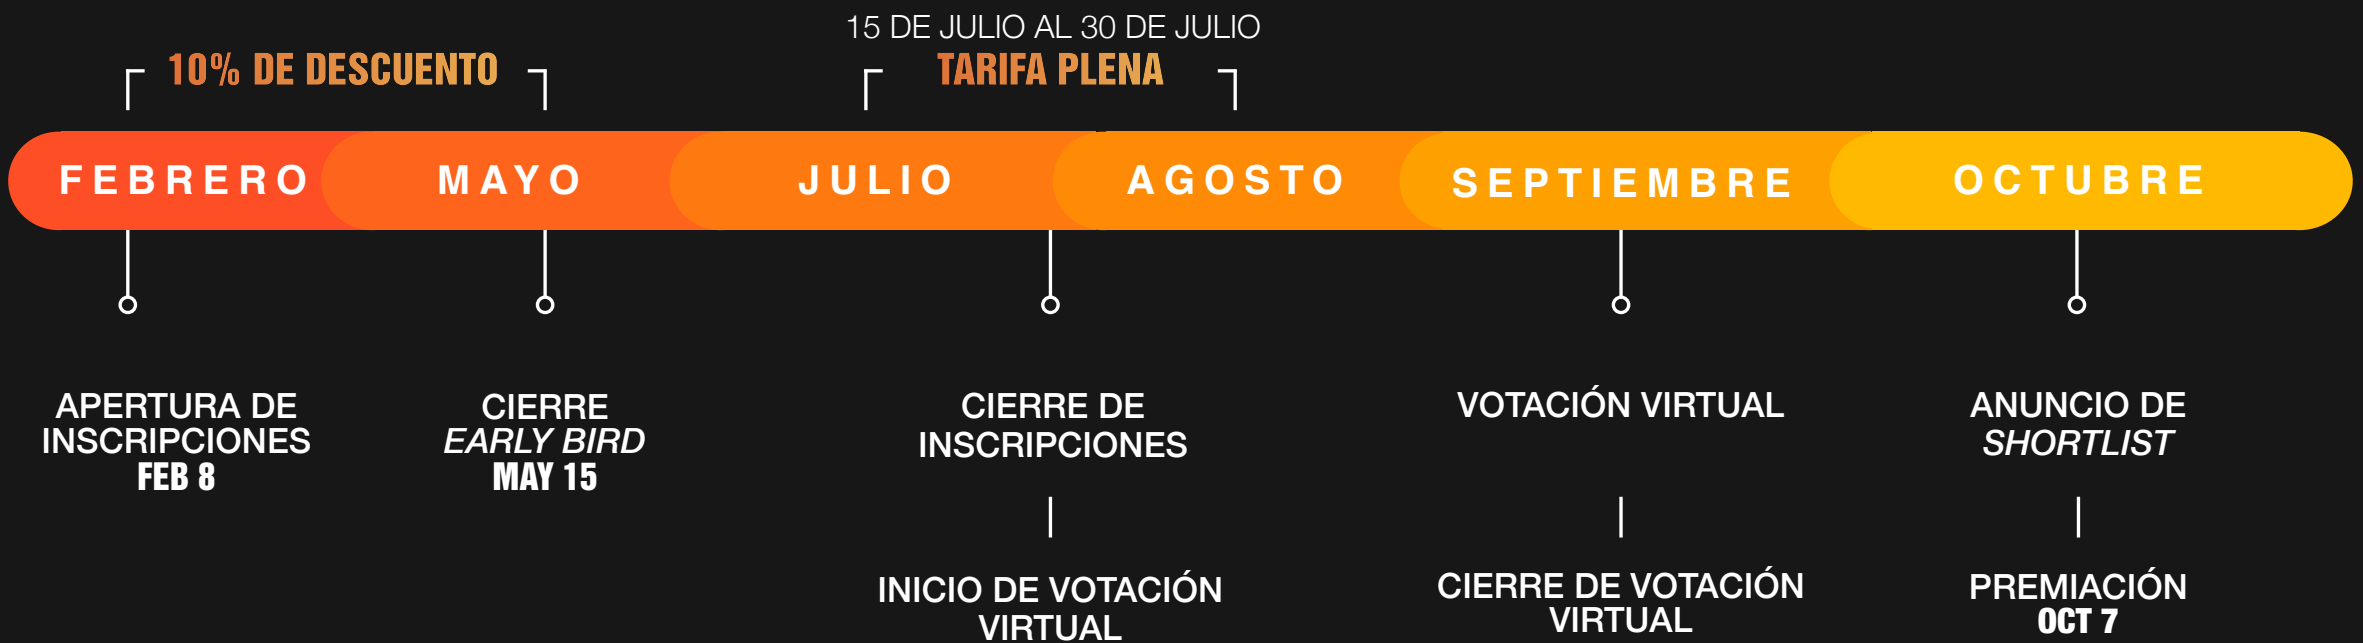 15 DE JULIO AL 30 DE JULIO
10% DE DESCUENTO
TARIFA PLENA
FEBRERO
MAYO
JULIO
AGOSTO
SEPTIEMBRE
OCTUBRE
APERTURA DE
INSCRIPCIONES
FEB 8
CIERRE
EARLY BIRD
MAY 15
CIERRE DE
INSCRIPCIONES
INICIO DE VOTACIÓN
VIRTUAL
VOTACIÓN VIRTUAL
CIERRE DE VOTACIÓN
VIRTUAL
ANUNCIO DE
SHORTLIST
PREMIACIÓN
OCT 7